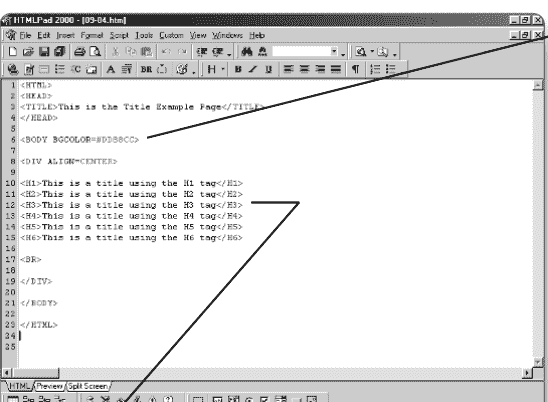 HTMLPad 2000 - [09-04.htm]
File Edit Insert Format Script Tools Custom View Windows Help
1 <HTML>
2 <HEAD>
3 <TITLE>This is the Title Example Page</TITLE>
4 </HEAD>
5
6 <BODY BGCOLOR=#DD88CC>
7
8 <DIV ALIGN=CENTER>
9
10 <H1>This is a title using the H1 tag</H1>
11 <H2>This is a title using the H2 tag</H2>
12 <H3>This is a title using the H3 tag</H3>
13 <H4>This is a title using the H4 tag</H4>
14 <H5>This is a title using the H5 tag</H5>
15 <H6>This is a title using the H6 tag</H6>
16
17 <BR>
18
19 </DIV>
20
21 </BODY>
22
23 </HTML>
24
25
HTML Preview Split Screen